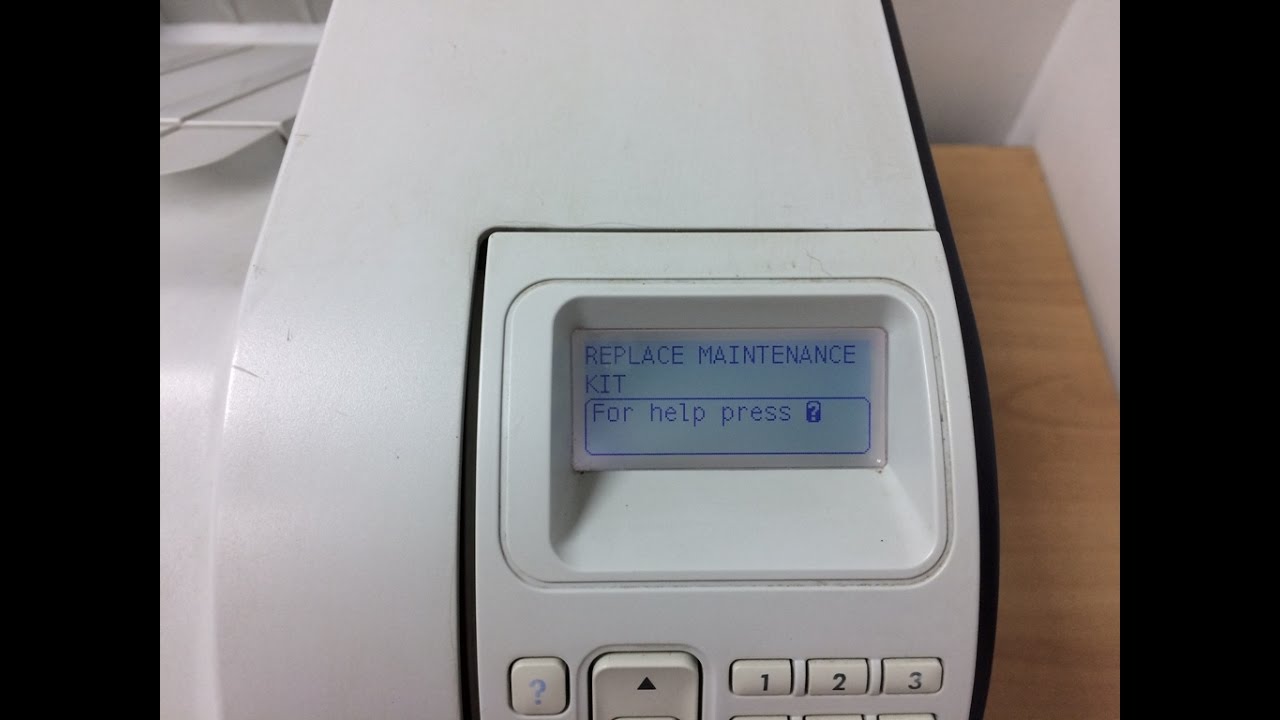 REPLACE MAINTENANCE
KIT
For help press ?
?
1 2 3